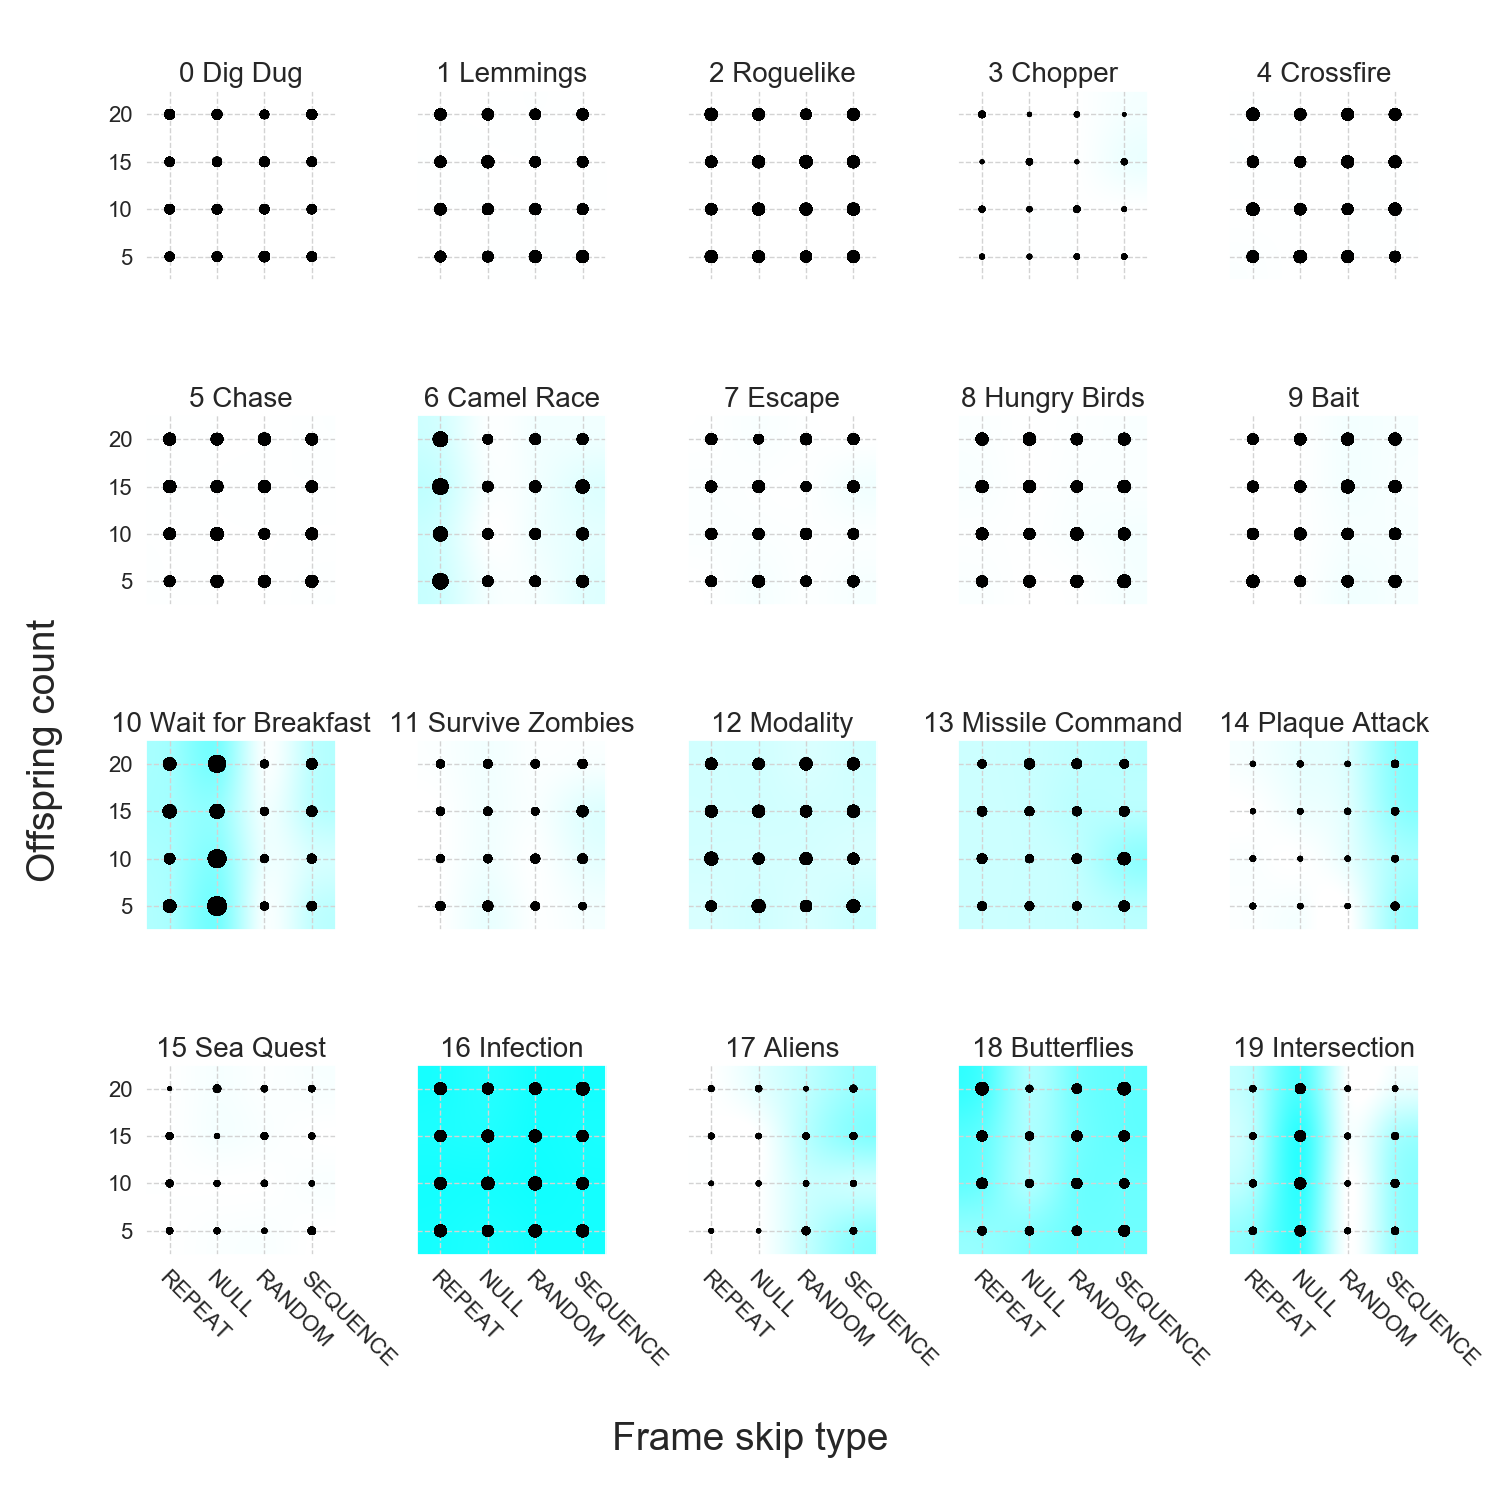 0 Dig Dug 1 Lemmings 2 Roguelike 3 Chopper 4 Crossfire
20
15
10
5
5 Chase 6 Camel Race 7 Escape 8 Hungry Birds 9 Bait
20
15
10
5
Offspring count
10 Wait for Breakfast 11 Survive Zombies 12 Modality 13 Missile Command 14 Plaque Attack
20
15
10
5
15 Sea Quest 16 Infection 17 Aliens 18 Butterflies 19 Intersection
20
15
10
5
REPEAT NULL RANDOM SEQUENCE REPEAT NULL RANDOM SEQUENCE REPEAT NULL RANDOM SEQUENCE REPEAT NULL RANDOM SEQUENCE REPEAT NULL RANDOM SEQUENCE
Frame skip type